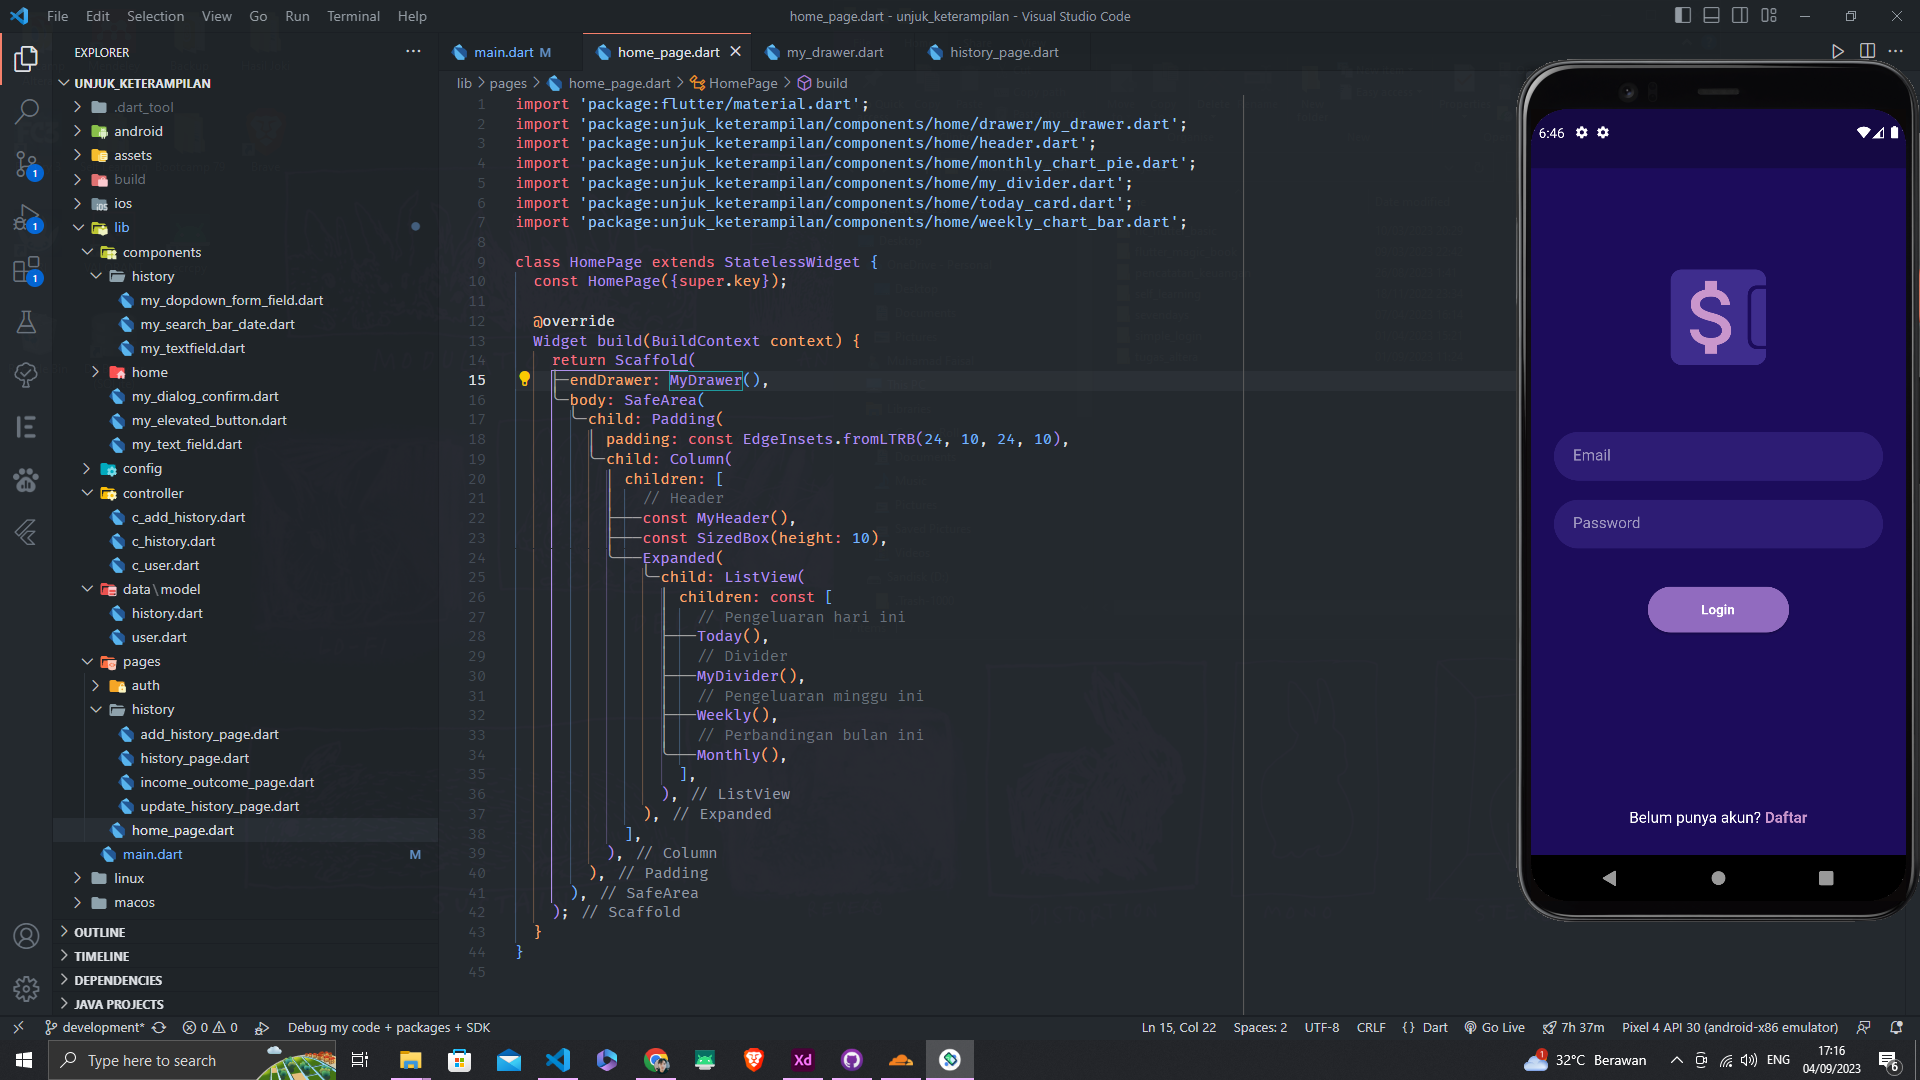 File Edit Selection View Go Run Terminal Help
home_page.dart - unjuk_keterampilan - Visual Studio Code
EXPLORER
UNJUK_KETERAMPILAN
.dart_tool
android
assets
build
ios
lib
components
history
my_dopdown_form_field.dart
my_search_bar_date.dart
my_textfield.dart
home
my_dialog_confirm.dart
my_elevated_button.dart
my_text_field.dart
config
controller
c_add_history.dart
c_history.dart
c_user.dart
data\model
history.dart
user.dart
pages
auth
history
add_history_page.dart
history_page.dart
income_outcome_page.dart
update_history_page.dart
home_page.dart
main.dart M
linux
macos
OUTLINE
TIMELINE
DEPENDENCIES
JAVA PROJECTS
1
1
1
main.dart M home_page.dart my_drawer.dart history_page.dart
lib > pages > home_page.dart > HomePage > build
1 import 'package:flutter/material.dart';
2 import 'package:unjuk_keterampilan/components/home/drawer/my_drawer.dart';
3 import 'package:unjuk_keterampilan/components/home/header.dart';
4 import 'package:unjuk_keterampilan/components/home/monthly_chart_pie.dart';
5 import 'package:unjuk_keterampilan/components/home/my_divider.dart';
6 import 'package:unjuk_keterampilan/components/home/today_card.dart';
7 import 'package:unjuk_keterampilan/components/home/weekly_chart_bar.dart';
8
9 class HomePage extends StatelessWidget {
10 const HomePage({super.key});
11
12 @override
13 Widget build(BuildContext context) {
14 return Scaffold(
15 endDrawer: MyDrawer(),
16 body: SafeArea(
17 child: Padding(
18 padding: const EdgeInsets.fromLTRB(24, 10, 24, 10),
19 child: Column(
20 children: [
21 // Header
22 const MyHeader(),
23 const SizedBox(height: 10),
24 Expanded(
25 child: ListView(
26 children: const [
27 // Pengeluaran hari ini
28 Today(),
29 // Divider
30 MyDivider(),
31 // Pengeluaran minggu ini
32 Weekly(),
33 // Perbandingan bulan ini
34 Monthly(),
35 ],
36 ), // ListView
37 ), // Expanded
38 ],
39 ), // Column
40 ), // Padding
41 ), // SafeArea
42 ); // Scaffold
43 }
44 }
45
6:46
$
Email
Password
Login
Belum punya akun? Daftar
development* 0 0 Debug my code + packages + SDK
Ln 15, Col 22 Spaces: 2 UTF-8 CRLF {} Dart Go Live 7h 37m Pixel 4 API 30 (android-x86 emulator)
Type here to search
Xd
1 32°C Berawan ENG 17:16
04/09/2023 6